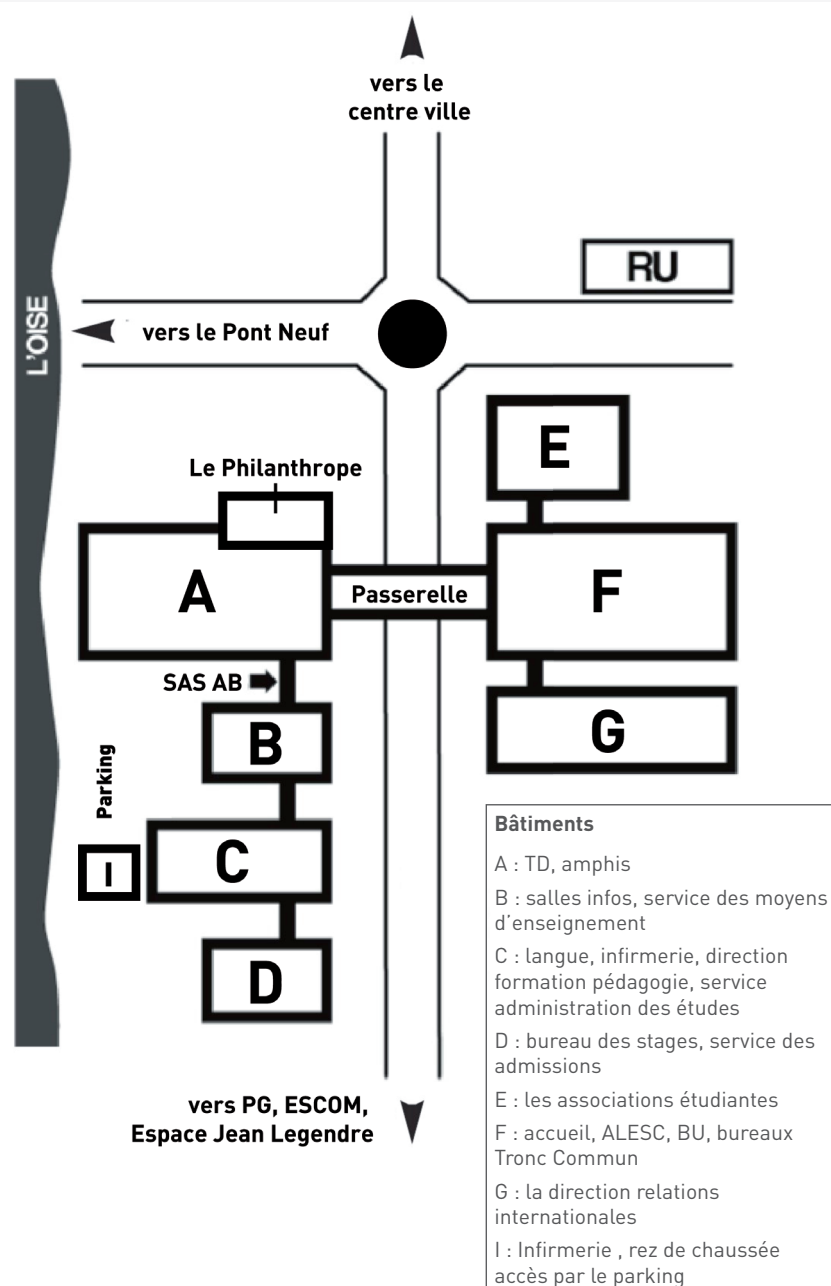 vers le
centre ville
RU
L'OISE
vers le Pont Neuf
E
Le Philanthrope
A
Passerelle
F
SAS AB
B
G
Parking
C
I
D
vers PG, ESCOM,
Espace Jean Legendre
Bâtiments
A : TD, amphis
B : salles infos, service des moyens
d'enseignement
C : langue, infirmerie, direction
formation pédagogie, service
administration des études
D : bureau des stages, service des
admissions
E : les associations étudiantes
F : accueil, ALESC, BU, bureaux
Tronc Commun
G : la direction relations
internationales
I : Infirmerie , rez de chaussée
accès par le parking